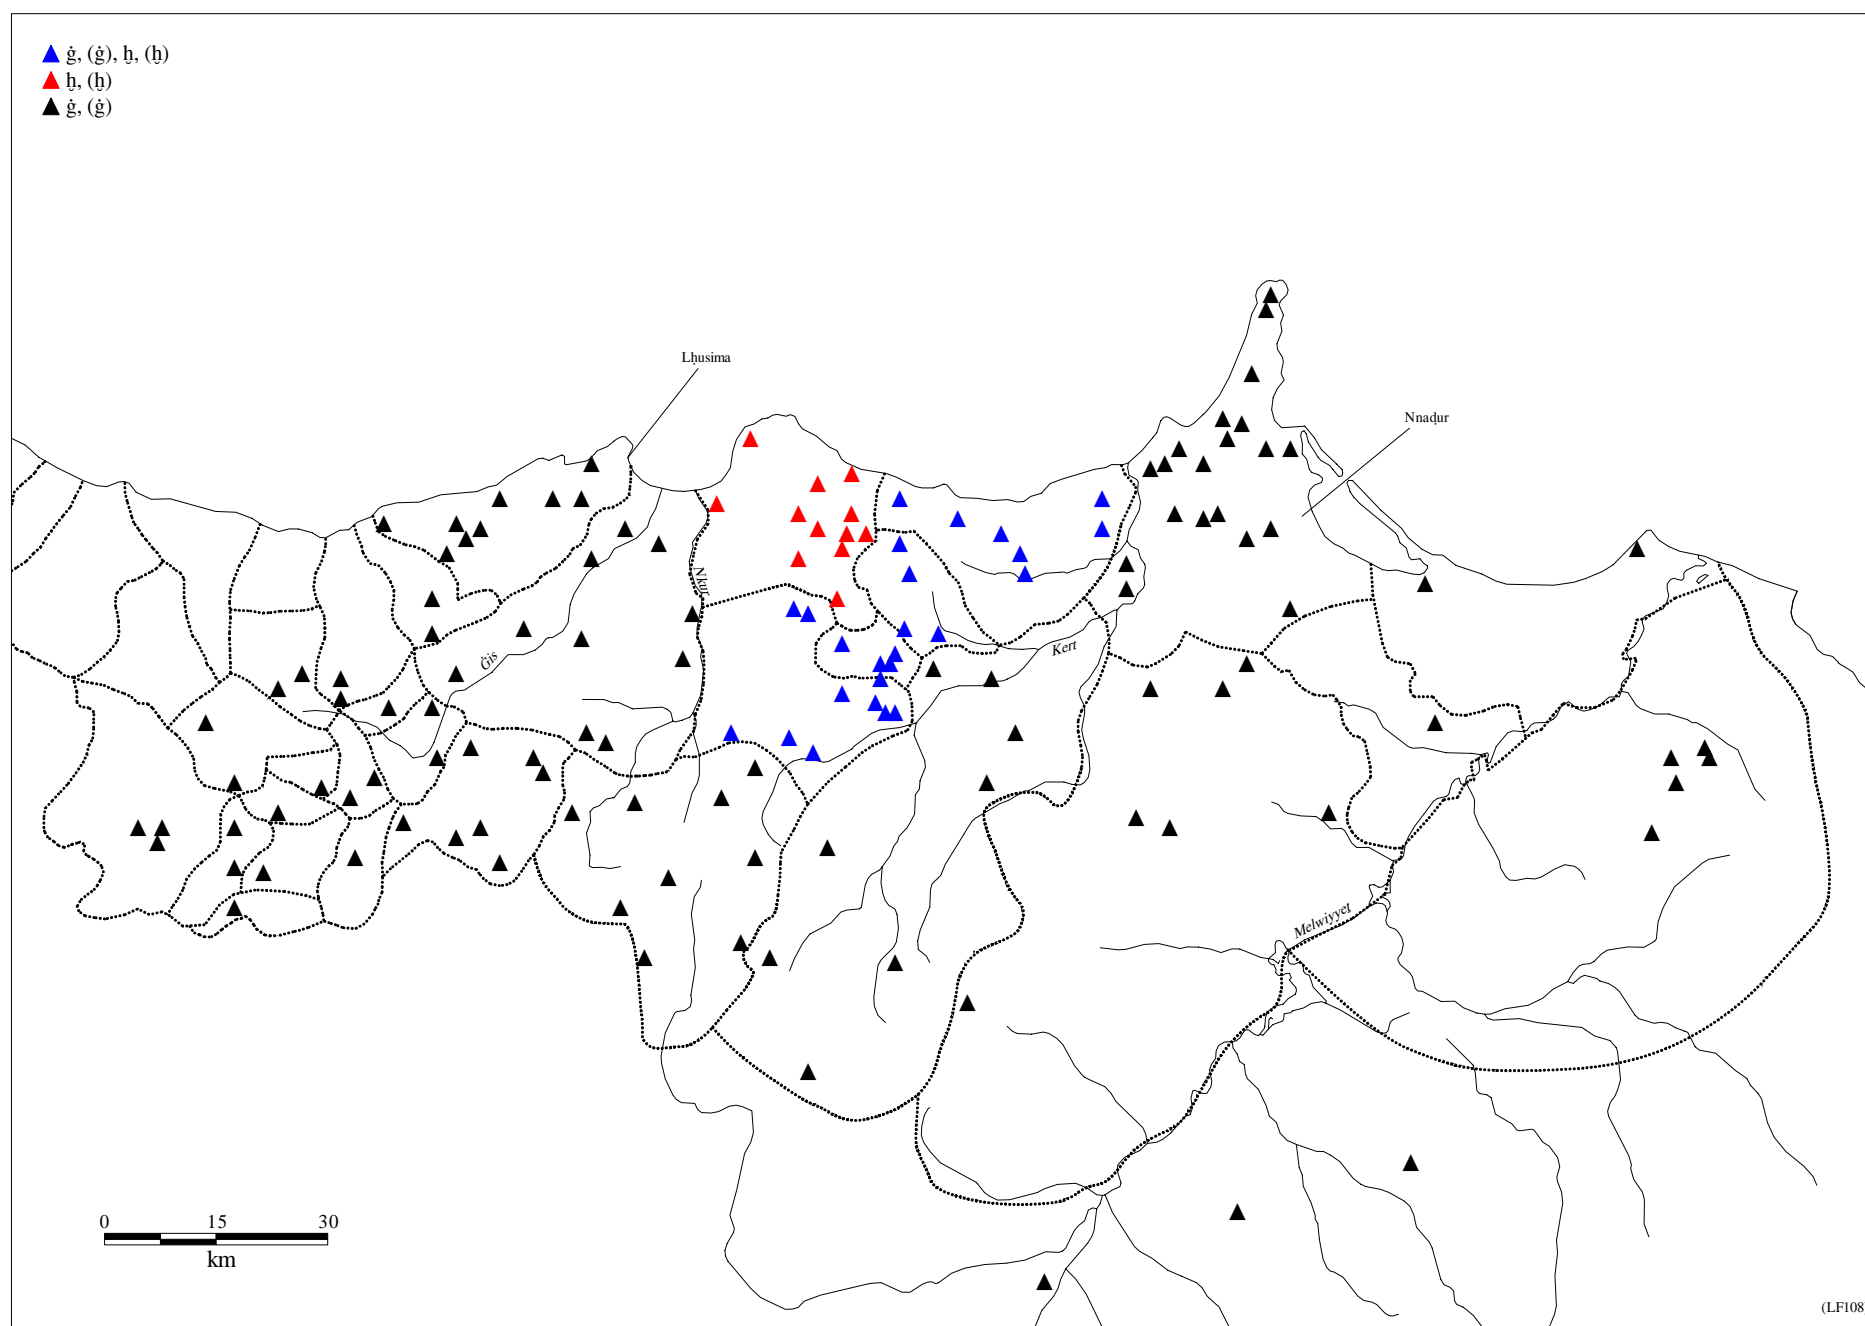 ġ, (ġ), ḥ, (ḥ)
ḥ, (ḥ)
ġ, (ġ)
Lḥusima
Nnaḍur
Nkur
Ġis
Kert
Melwiyyet
0 15 30
km
(LF108